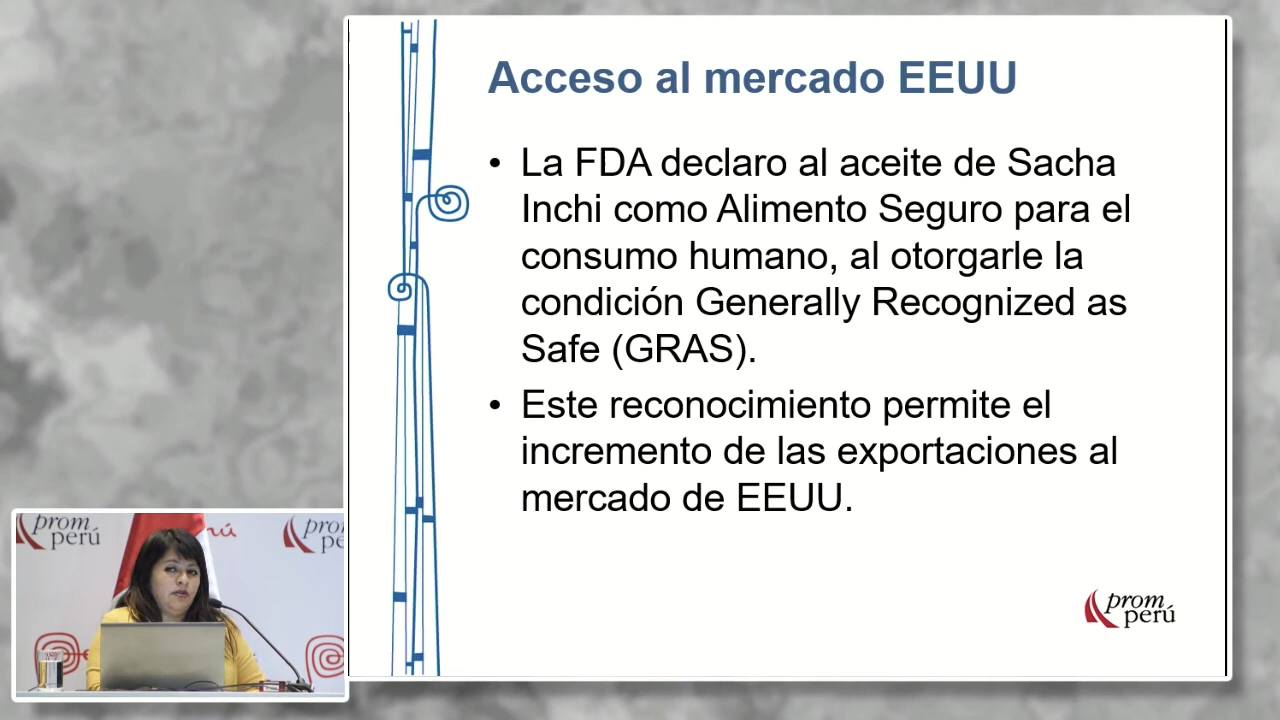 Acceso al mercado EEUU
• La FDA declaro al aceite de Sacha
Inchi como Alimento Seguro para el
consumo humano, al otorgarle la
condición Generally Recognized as
Safe (GRAS).
• Este reconocimiento permite el
incremento de las exportaciones al
mercado de EEUU.
prom
perú
prom
perú